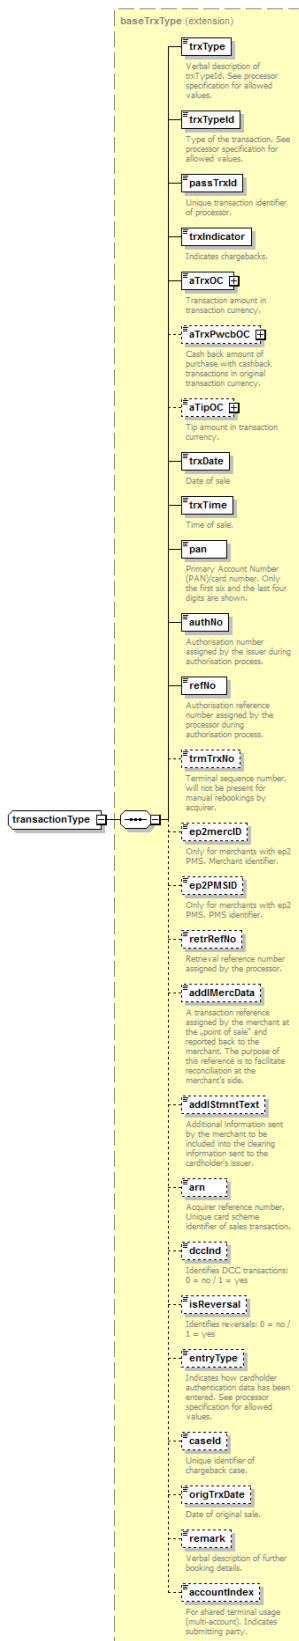 baseTrxType (extension)
trxType
Verbal description of
trxTypeId. See processor
specification for allowed
values.
trxTypeId
Type of the transaction. See
processor specification for
allowed values.
passTrxId
Unique transaction identifier
of processor.
trxIndicator
Indicates chargebacks.
aTrxOC
Transaction amount in
transaction currency.
aTrxPwcbOC
Cash back amount of
purchase with cashback
transactions in original
transaction currency.
aTipOC
Tip amount in transaction
currency.
trxDate
Date of sale
trxTime
Time of sale.
pan
Primary Account Number
(PAN)/card number. Only
the first six and the last four
digits are shown.
authNo
Authorisation number
assigned by the issuer during
authorisation process.
refNo
Authorisation reference
number assigned by the
processor during
authorisation process.
trmTrxNo
Terminal sequence number,
will not be present for
manual rebookings by
acquirer.
transactionType
ep2mercID
Only for merchants with ep2
PMS. Merchant identifier.
ep2PMSID
Only for merchants with ep2
PMS. PMS identifier.
retrRefNo
Retrieval reference number
assigned by the processor.
addlMercData
A transaction reference
assigned by the merchant at
the „point of sale" and
reported back to the
merchant. The purpose of
this reference is to facilitate
reconciliation at the
merchant's side.
addlStmntText
Additional information sent
by the merchant to be
included into the clearing
information sent to the
cardholder's issuer.
arn
Acquirer reference number.
Unique card scheme
identifier of sales transaction.
dccInd
Identifies DCC transactions:
0 = no / 1 = yes
isReversal
Identifies reversals: 0 = no /
1 = yes
entryType
Indicates how cardholder
authentication data has been
entered. See processor
specification for allowed
values.
caseId
Unique identifier of
chargeback case.
origTrxDate
Date of original sale.
remark
Verbal description of further
booking details.
accountIndex
For shared terminal usage
(multi-account). Indicates
submitting party.